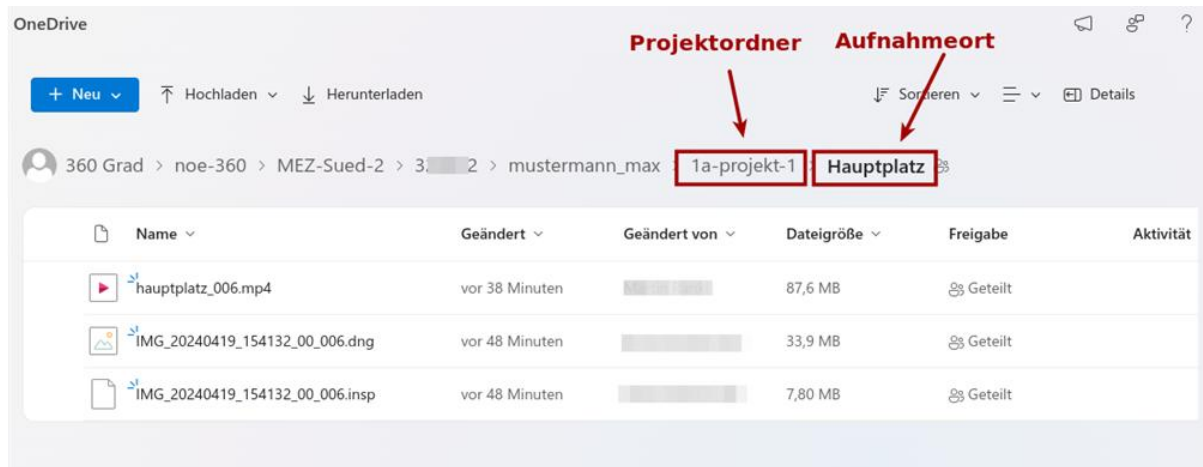 OneDrive
Projektordner Aufnahmeort
+ Neu Hochladen Herunterladen Sortieren Details
360 Grad > noe-360 > MEZ-Sued-2 > 3. 2 > mustermann_max > 1a-projekt-1 Hauptplatz
Name Geändert Geändert von Dateigröße Freigabe Aktivität
hauptplatz_006.mp4 vor 38 Minuten 87,6 MB Geteilt
IMG_20240419_154132_00_006.dng vor 48 Minuten 33,9 MB Geteilt
IMG_20240419_154132_00_006.insp vor 48 Minuten 7,80 MB Geteilt